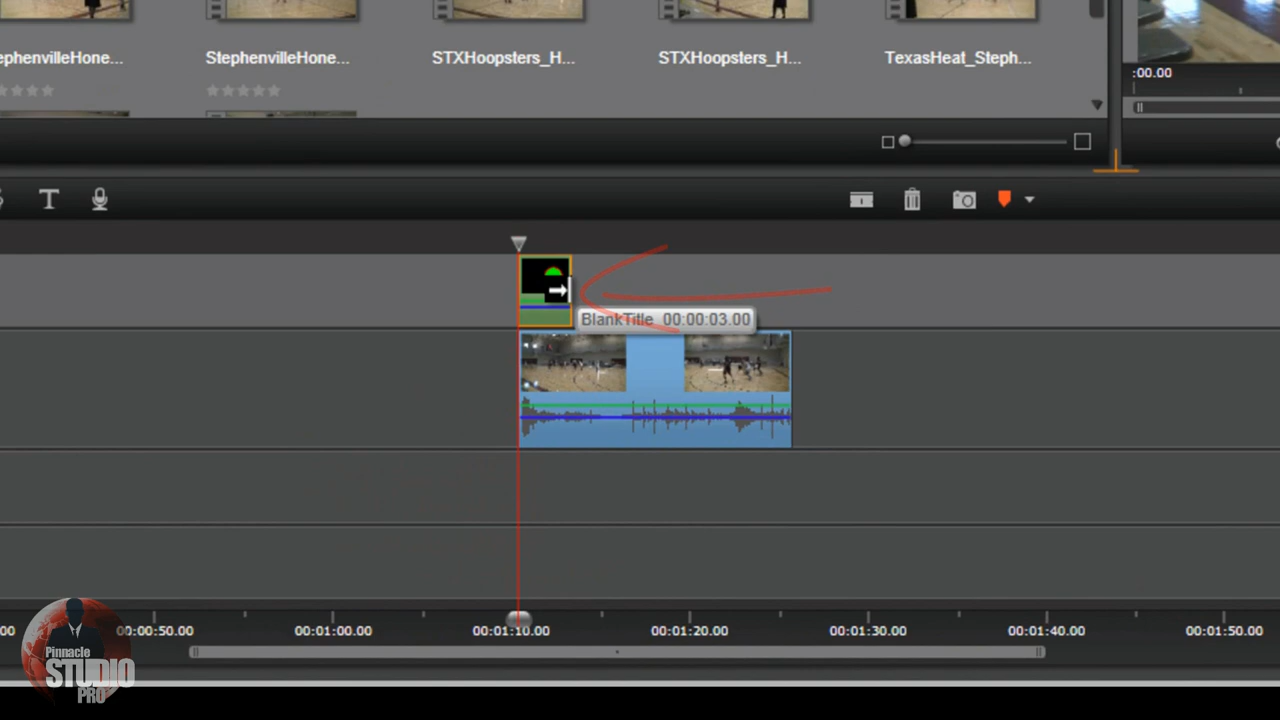 ephenvilleHone...
StephenvilleHone...
STXHoopsters_H...
STXHoopsters_H...
TexasHeat_Steph...
:00.00
T
BlankTitle 00:00:03.00
00
00:00:50.00
00:01:00.00
00:01:10.00
00:01:20.00
00:01:30.00
00:01:40.00
00:01:50.00
Pinnacle
STUDIO
PRO